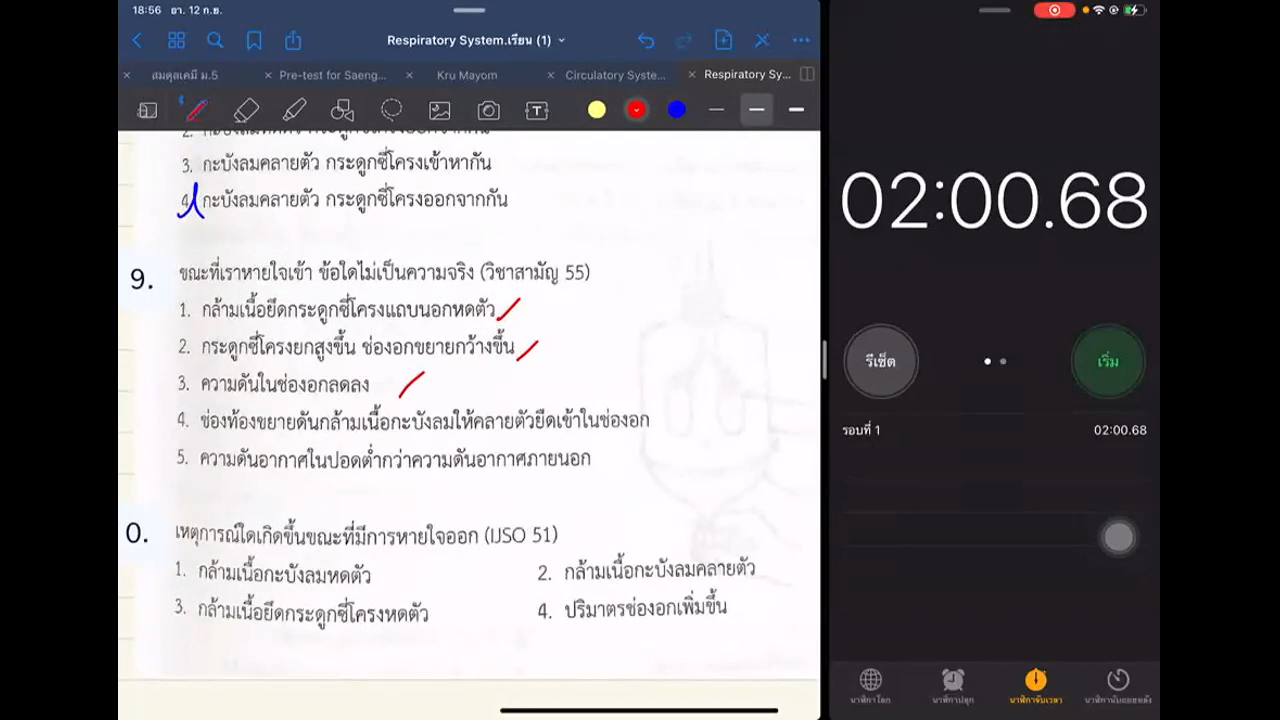 18:56 อา. 12 ก.ย.
Respiratory System.เรียน (1)
สมดุลเคมี ม.5
Pre-test for Saeng...
Kru Mayom
Circulatory Syste...
Respiratory Sy...
3. กะบังลมคลายตัว กระดูกซี่โครงเข้าหากัน
4. กะบังลมคลายตัว กระดูกซี่โครงออกจากกัน
9. ขณะที่เราหายใจเข้า ข้อใดไม่เป็นความจริง (วิชาสามัญ 55)
1. กล้ามเนื้อยึดกระดูกซี่โครงแถบนอกหดตัว
2. กระดูกซี่โครงยกสูงขึ้น ช่องอกขยายกว้างขึ้น
3. ความดันในช่องอกลดลง
4. ช่องท้องขยายดันกล้ามเนื้อกะบังลมให้คลายตัวยืดเข้าในช่องอก
5. ความดันอากาศในปอดต่ำกว่าความดันอากาศภายนอก
0. เหตุการณ์ใดเกิดขึ้นขณะที่มีการหายใจออก (IJSO 51)
1. กล้ามเนื้อกะบังลมหดตัว
2. กล้ามเนื้อกะบังลมคลายตัว
3. กล้ามเนื้อยึดกระดูกซี่โครงหดตัว
4. ปริมาตรช่องอกเพิ่มขึ้น
02:00.68
รีเซ็ต
เริ่ม
รอบที่ 1
02:00.68
นาฬิกาโลก
นาฬิกาปลุก
นาฬิกาจับเวลา
นาฬิกานับถอยหลัง